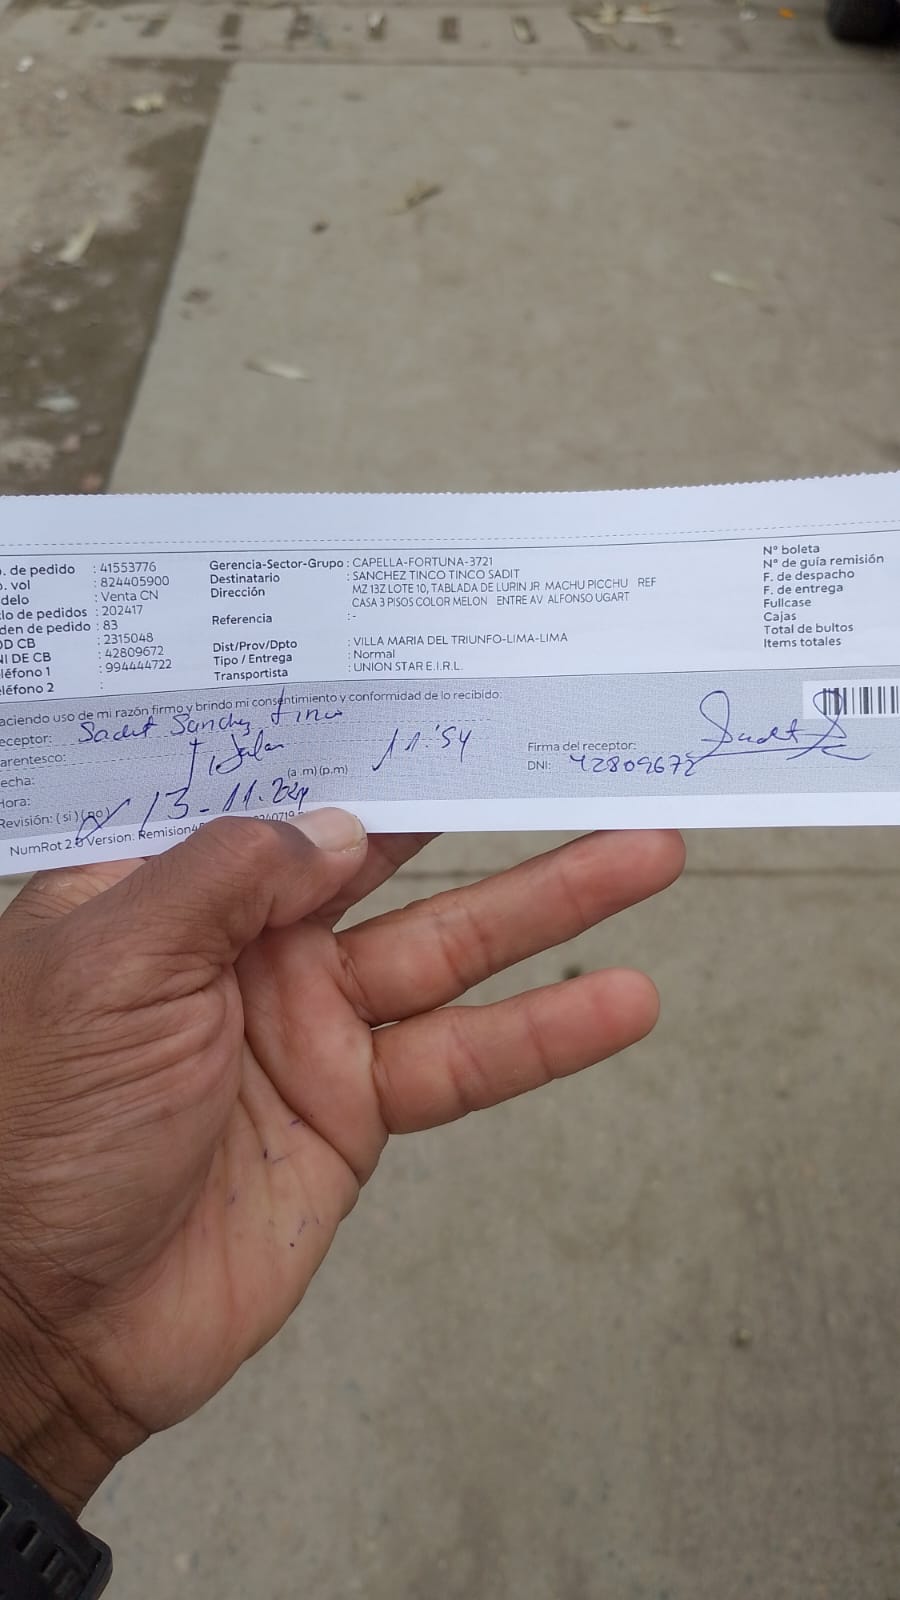 . de pedido : 41553776
. vol : 824405900
delo : Venta CN
lo de pedidos : 202417
den de pedido : 83
OD CB : 2315048
NI DE CB : 42809672
léfono 1 : 994444722
léfono 2 :
Gerencia-Sector-Grupo : CAPELLA-FORTUNA-3721
Destinatario : SANCHEZ TINCO TINCO SADIT
Dirección MZ 13Z LOTE 10, TABLADA DE LURIN JR. MACHU PICCHU REF
CASA 3 PISOS COLOR MELON ENTRE AV ALFONSO UGART
Referencia :-
Dist/Prov/Dpto : VILLA MARIA DEL TRIUNFO-LIMA-LIMA
Tipo / Entrega : Normal
Transportista : UNION STAR E.I.R.L.
N° boleta
N° de guía remisión
F. de despacho
F. de entrega
Fullcase
Cajas
Total de bultos
Items totales
aciendo uso de mi razón firmo y brindo mi consentimiento y conformidad de lo recibido:
eceptor: Sadit Sanchez tinco
arentesco:
echa: 11:54
Hora: (a.m)(p.m)
Revisión: (si) (no) 13-11.24
NumRot 2.0 Version. Remision4
Firma del receptor: Sadit S
DNI: 42809672